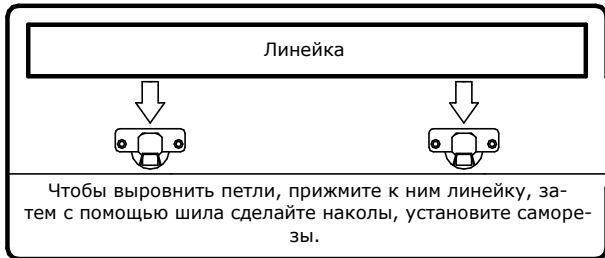 Линейка
Чтобы выровнить петли, прижмите к ним линейку, за-
тем с помощью шила сделайте наколы, установите саморе-
зы.